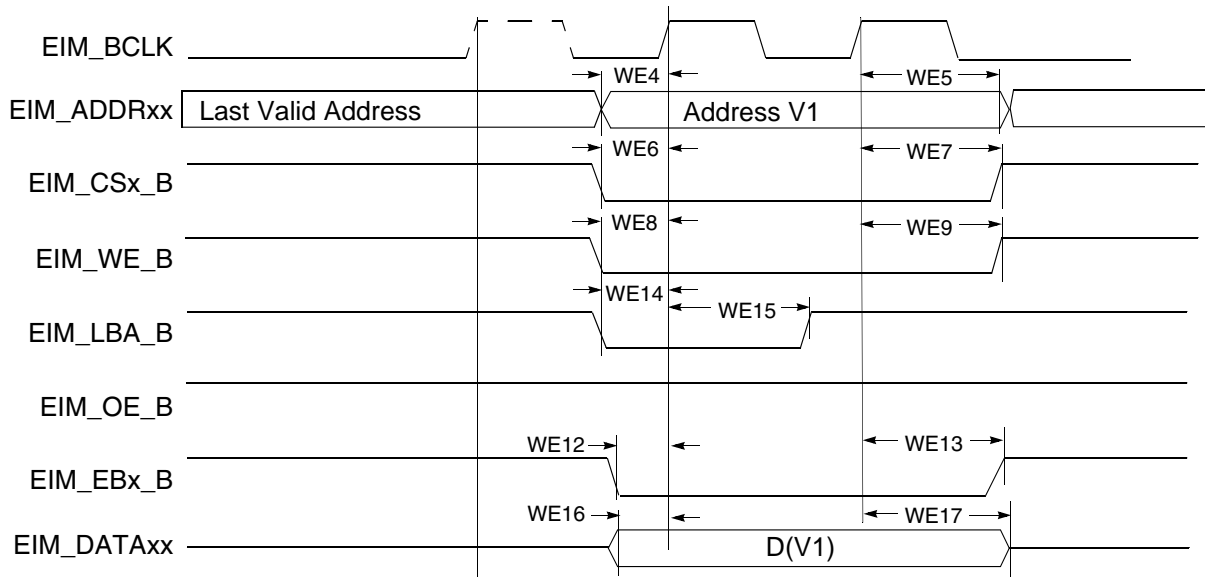 EIM_BCLK
WE4
WE5
EIM_ADDRxx
Last Valid Address
Address V1
WE6
WE7
EIM_CSx_B
WE8
WE9
EIM_WE_B
WE14
WE15
EIM_LBA_B
EIM_OE_B
WE12
WE13
EIM_EBx_B
WE16
WE17
EIM_DATAxx
D(V1)